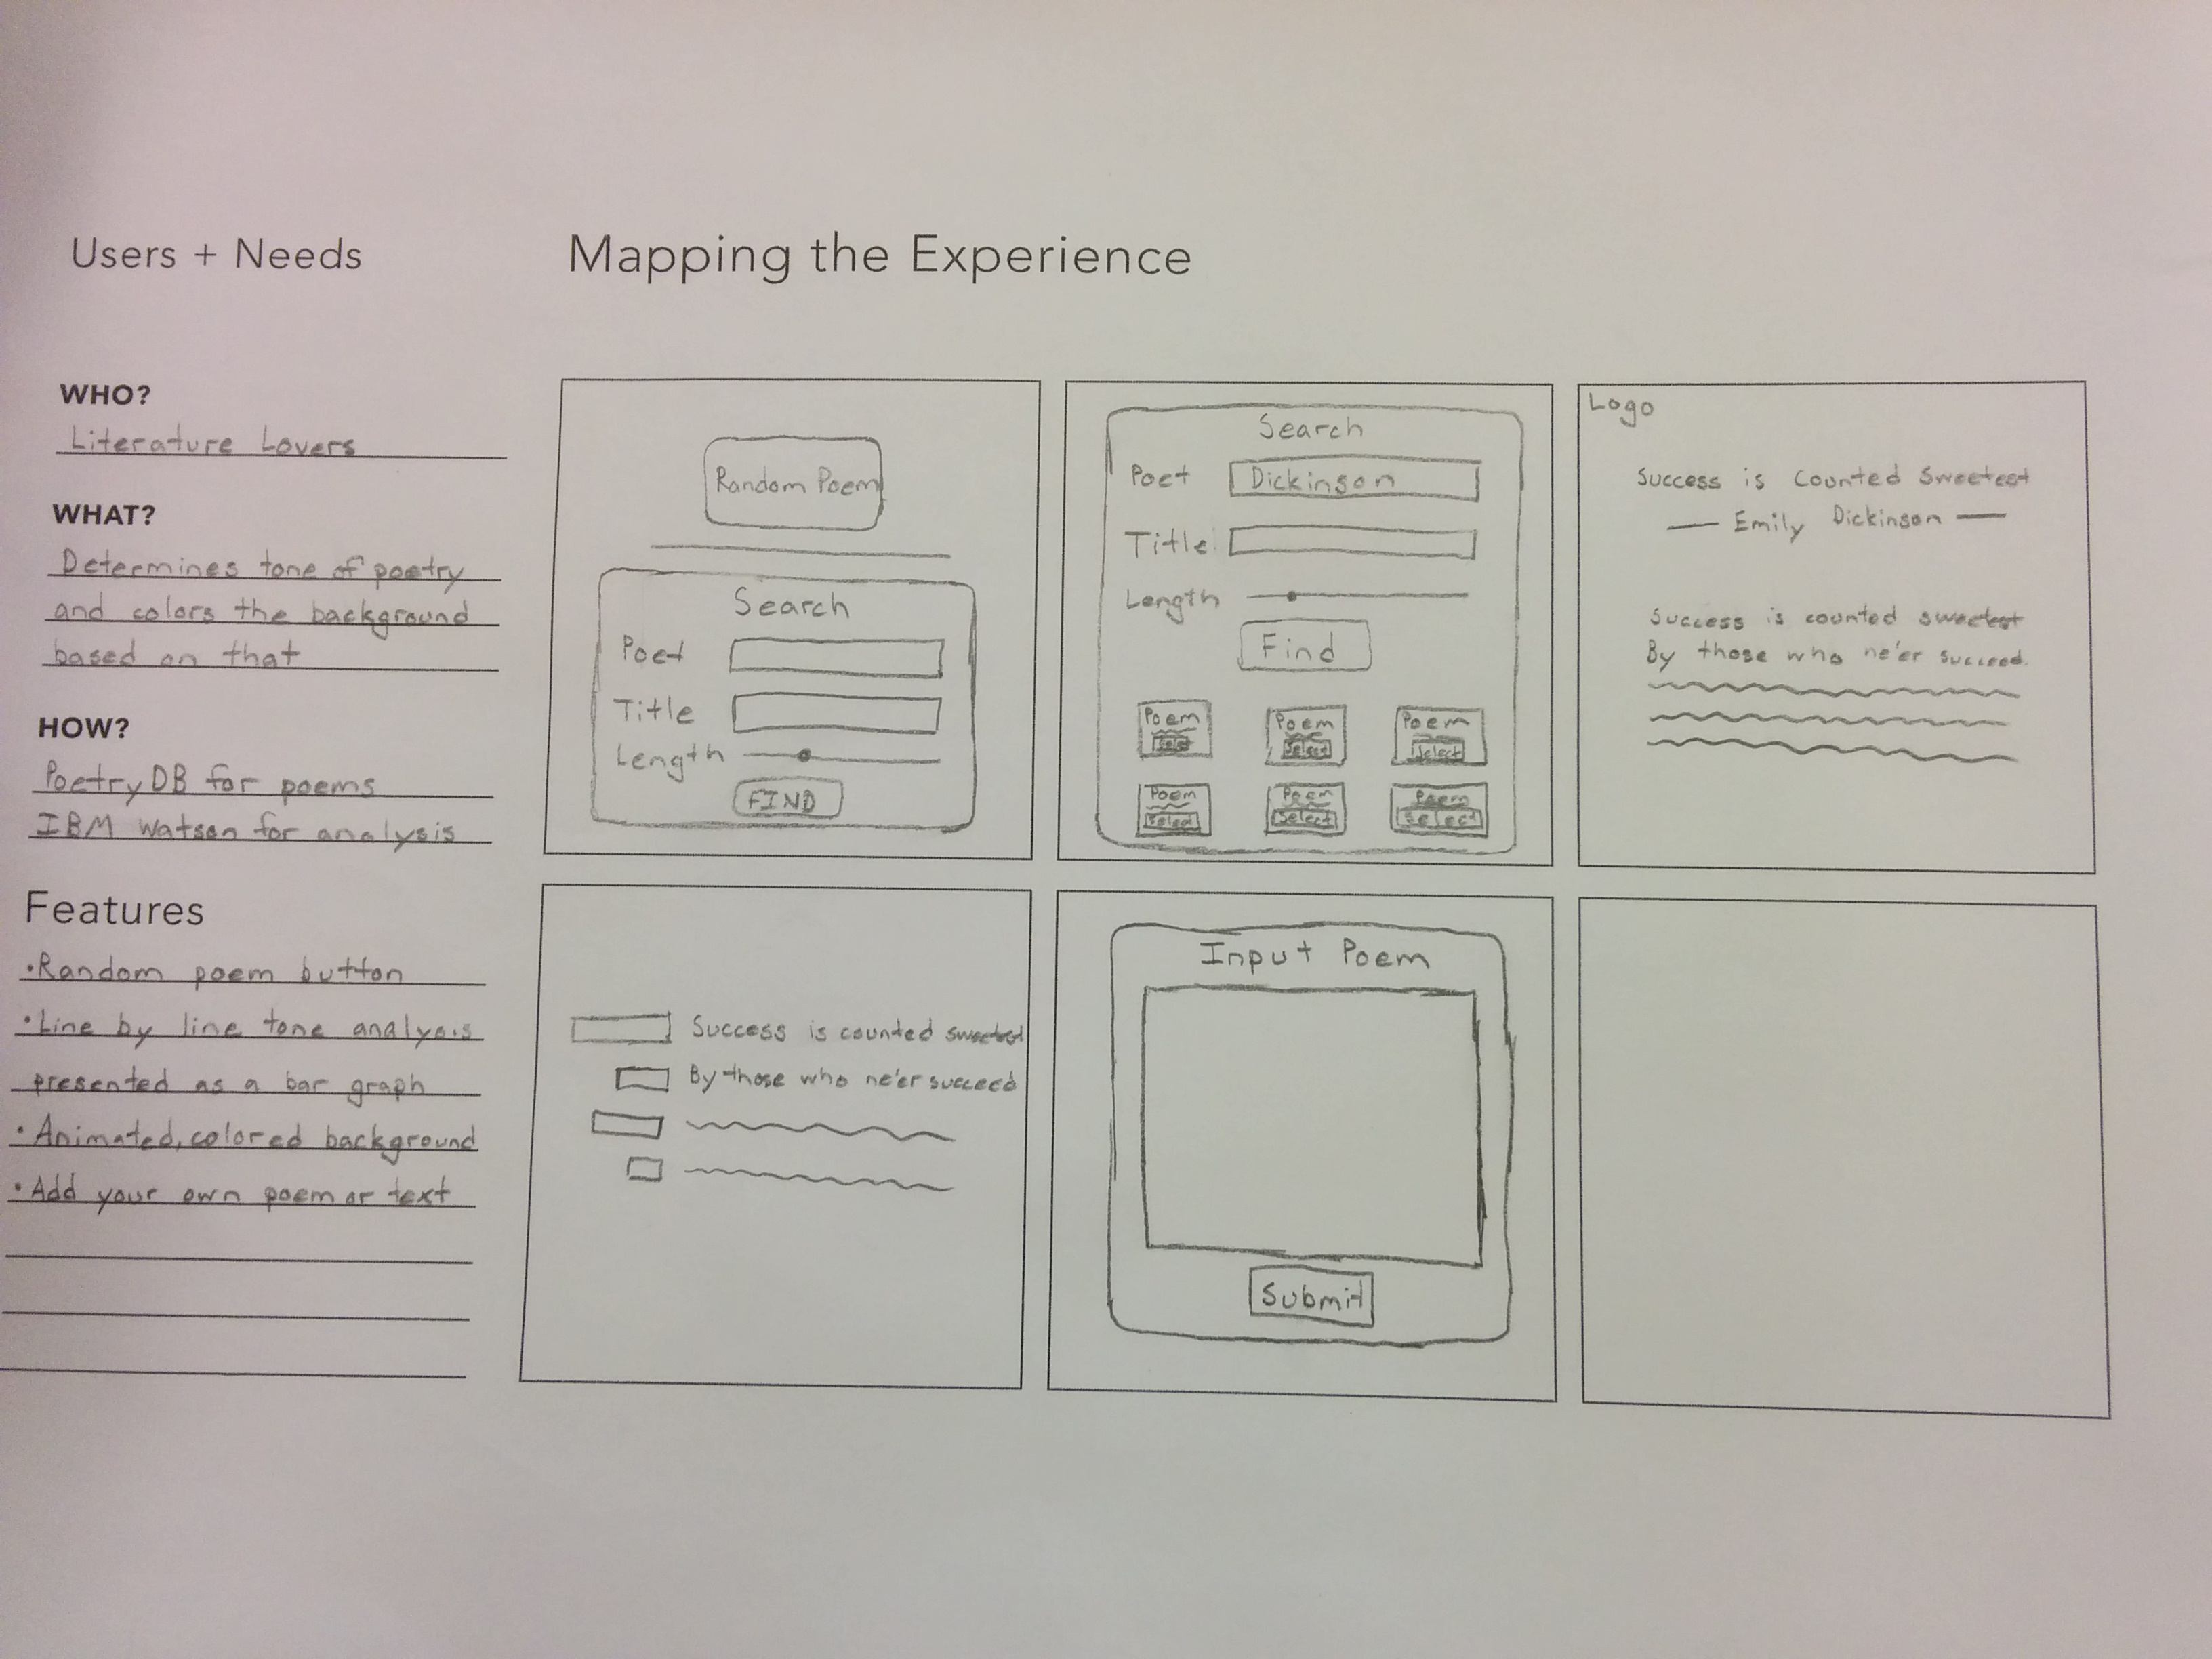 Users + Needs
WHO?
Literature Lovers
WHAT?
Determines tone of poetry
and colors the background
based on that
HOW?
PoetryDB for poems
IBM Watson for analysis
Features
•Random poem button
•Line by line tone analysis
presented as a bar graph
•Animated, colored background
•Add your own poem or text
Mapping the Experience
Random Poem
Search
Poet
Title
Length
FIND
Search
Poet Dickinson
Title
Length
Find
Poem Poem Poem
Select Select Select
Poem Poem Poem
Select Select Select
Logo
Success is Counted Sweetest
— Emily Dickinson —
Success is counted sweetest
By those who ne'er succeed.
Success is counted sweetest
By those who ne'er succeed
Input Poem
Submit